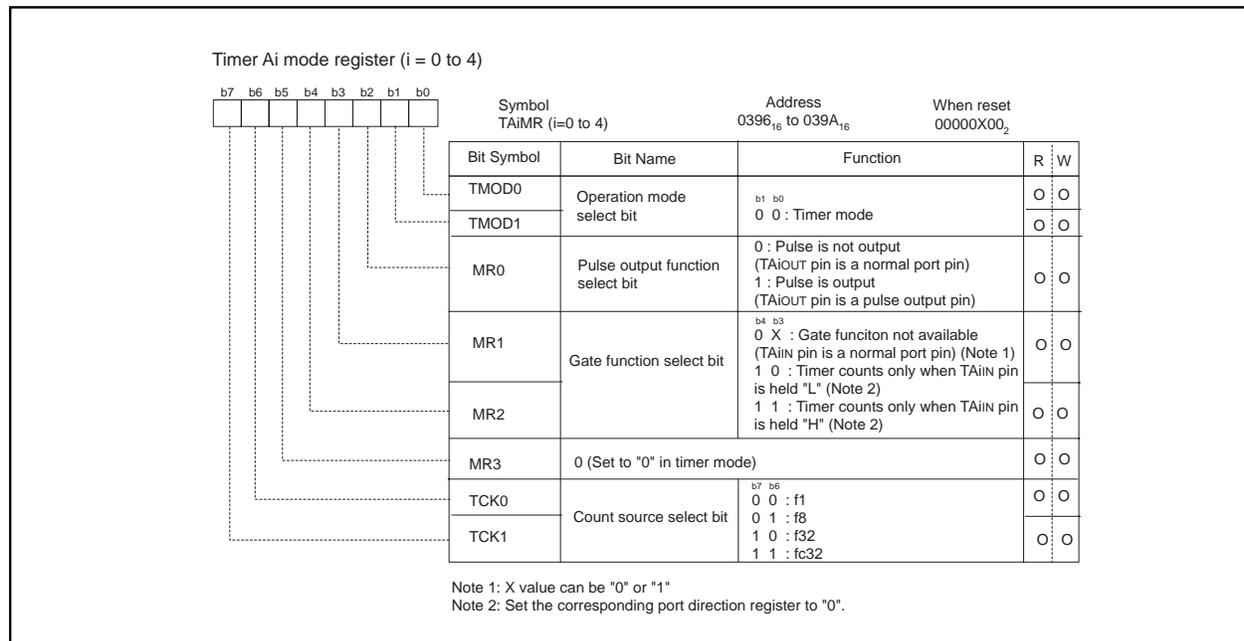 Timer Ai mode register (i = 0 to 4)
b7 b6 b5 b4 b3 b2 b1 b0
Symbol Address When reset
TAiMR (i=0 to 4) 0396₁₆ to 039A₁₆ 00000X00₂
Bit Symbol Bit Name Function R W
TMOD0 Operation mode select bit b1 b0 O O
0 0 : Timer mode
TMOD1 O O
MR0 Pulse output function select bit 0 : Pulse is not output
(TAiOUT pin is a normal port pin)
1 : Pulse is output
(TAiOUT pin is a pulse output pin) O O
MR1 Gate function select bit b4 b3
0 X : Gate funciton not available
(TAiIN pin is a normal port pin) (Note 1) O O
1 0 : Timer counts only when TAiIN pin
is held "L" (Note 2)
MR2 1 1 : Timer counts only when TAiIN pin
is held "H" (Note 2) O O
MR3 0 (Set to "0" in timer mode) O O
TCK0 Count source select bit b7 b6
0 0 : f1 O O
0 1 : f8
TCK1 1 0 : f32 O O
1 1 : fc32
Note 1: X value can be "0" or "1"
Note 2: Set the corresponding port direction register to "0".